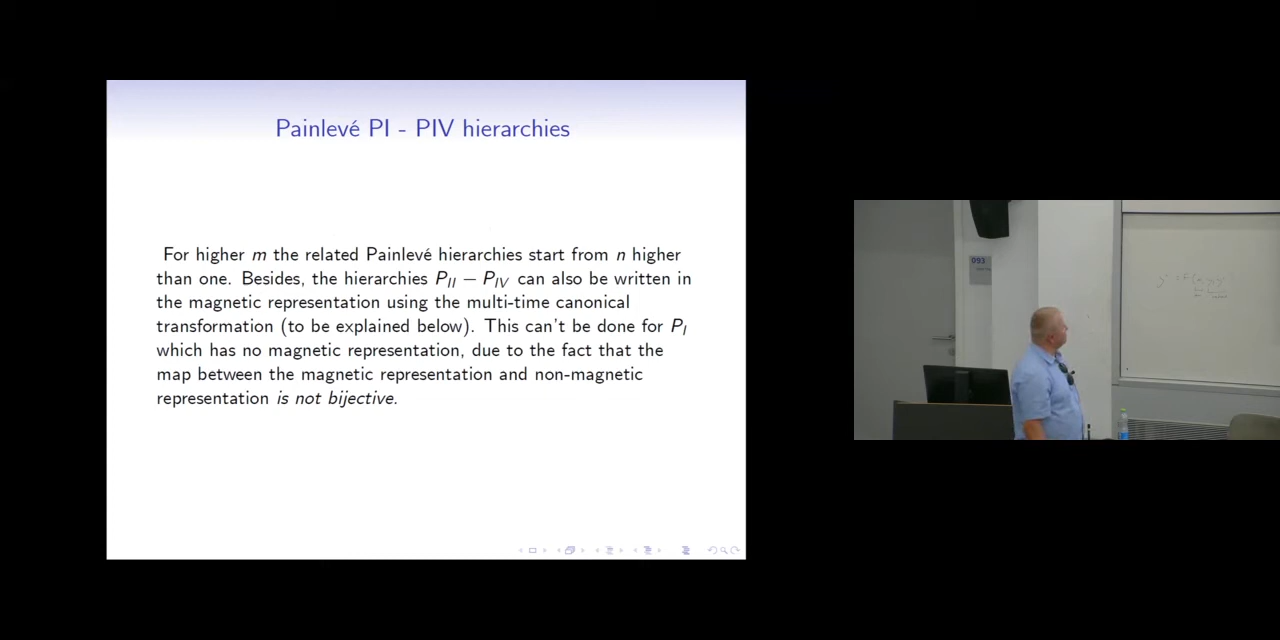 Painlevé PI - PIV hierarchies
For higher m the related Painlevé hierarchies start from n higher
than one. Besides, the hierarchies P_II − P_IV can also be written in
the magnetic representation using the multi-time canonical
transformation (to be explained below). This can't be done for P_I
which has no magnetic representation, due to the fact that the
map between the magnetic representation and non-magnetic
representation is not bijective.
093